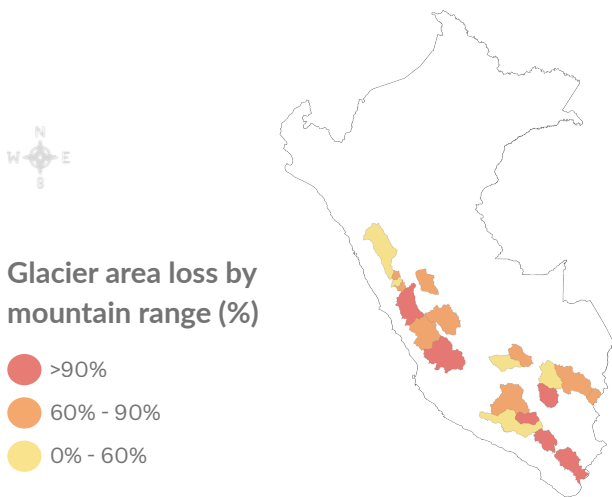 N
W E
S
Glacier area loss by
mountain range (%)
>90%
60% - 90%
0% - 60%